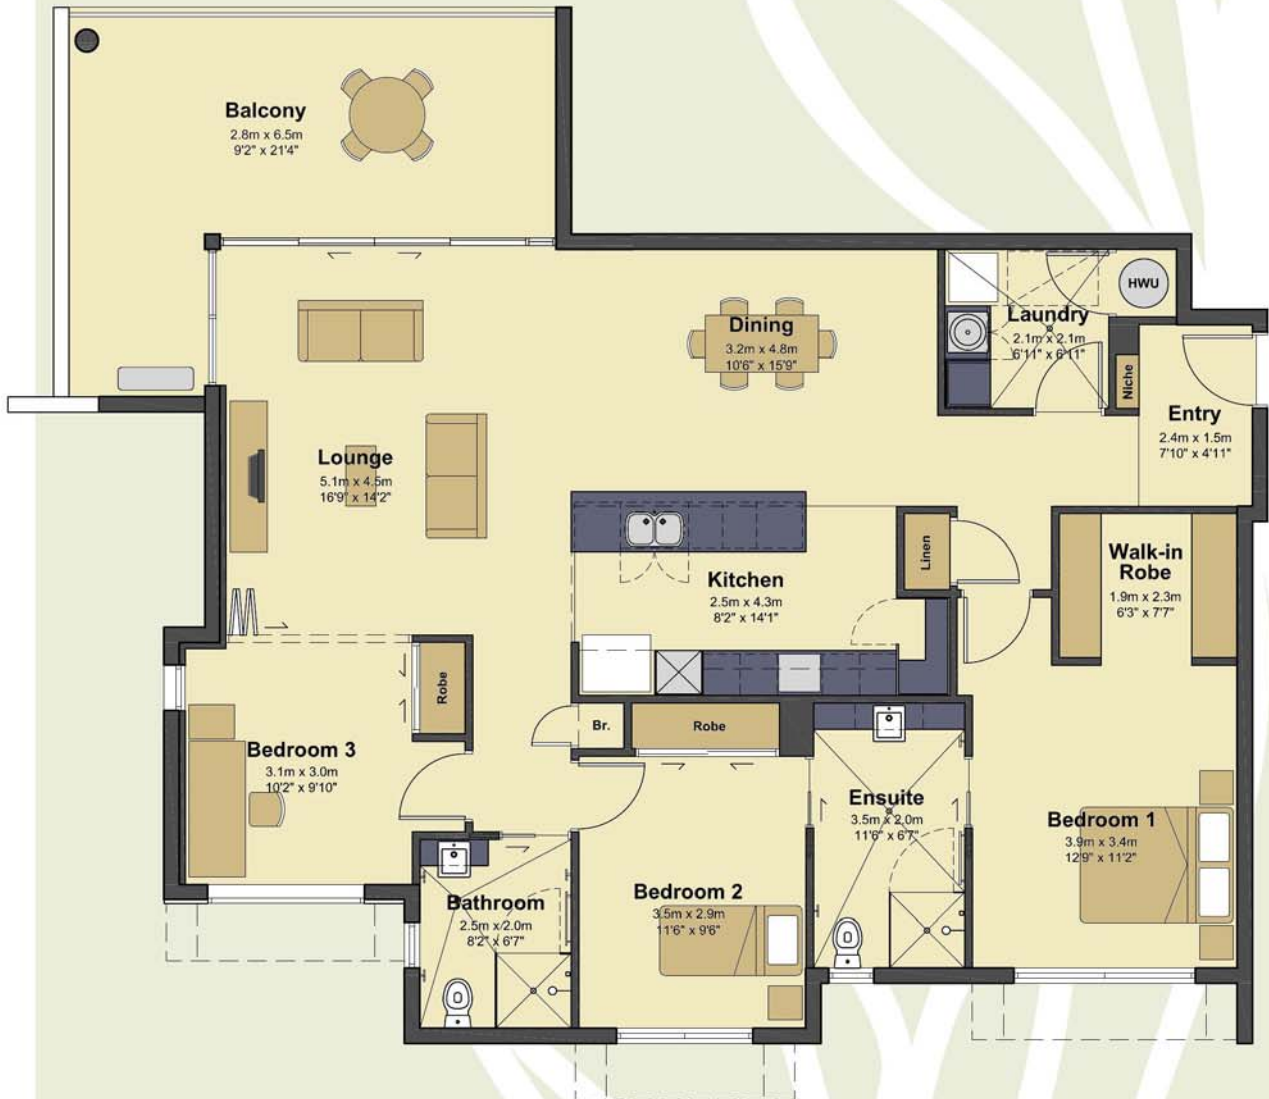 Balcony
2.8m x 6.5m
9'2" x 21'4"
HWU
Laundry
2.1m x 2.1m
6'11" x 6'11"
Dining
3.2m x 4.8m
10'6" x 15'9"
Niche
Entry
2.4m x 1.5m
7'10" x 4'11"
Lounge
5.1m x 4.5m
16'9" x 14'2"
Linen
Walk-in
Robe
1.9m x 2.3m
6'3" x 7'7"
Kitchen
2.5m x 4.3m
8'2" x 14'1"
Robe
Br.
Robe
Bedroom 3
3.1m x 3.0m
10'2" x 9'10"
Ensuite
3.5m x 2.0m
11'6" x 6'7"
Bedroom 1
3.9m x 3.4m
12'9" x 11'2"
Bathroom
2.5m x 2.0m
8'2" x 6'7"
Bedroom 2
3.5m x 2.9m
11'6" x 9'6"